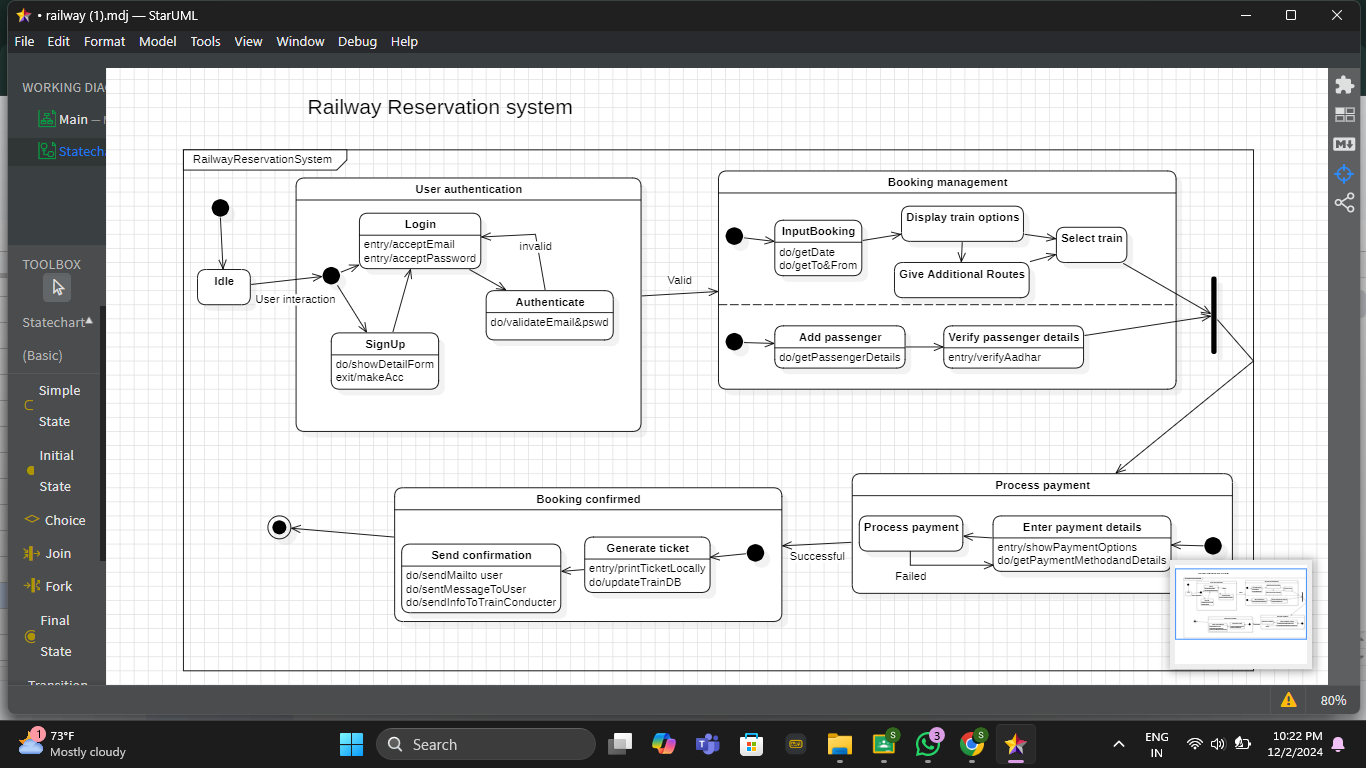 • railway (1).mdj — StarUML
File Edit Format Model Tools View Window Debug Help
WORKING DIA
Main —
Statech
TOOLBOX
Statechart
(Basic)
Simple
State
Initial
State
Choice
Join
Fork
Final
State
Transition
Railway Reservation system
RailwayReservationSystem
Idle
User interaction
User authentication
Login
entry/acceptEmail
entry/acceptPassword
invalid
Authenticate
do/validateEmail&pswd
SignUp
do/showDetailForm
exit/makeAcc
Valid
Booking management
InputBooking
do/getDate
do/getTo&From
Display train options
Select train
Give Additional Routes
Add passenger
do/getPassengerDetails
Verify passenger details
entry/verifyAadhar
Process payment
Process payment
Enter payment details
entry/showPaymentOptions
do/getPaymentMethodandDetails
Failed
Successful
Booking confirmed
Generate ticket
entry/printTicketLocally
do/updateTrainDB
Send confirmation
do/sendMailto user
do/sentMessageToUser
do/sendInfoToTrainConducter
80%
1
73°F
Mostly cloudy
Search
S
3
S
ENG
IN
10:22 PM
12/2/2024